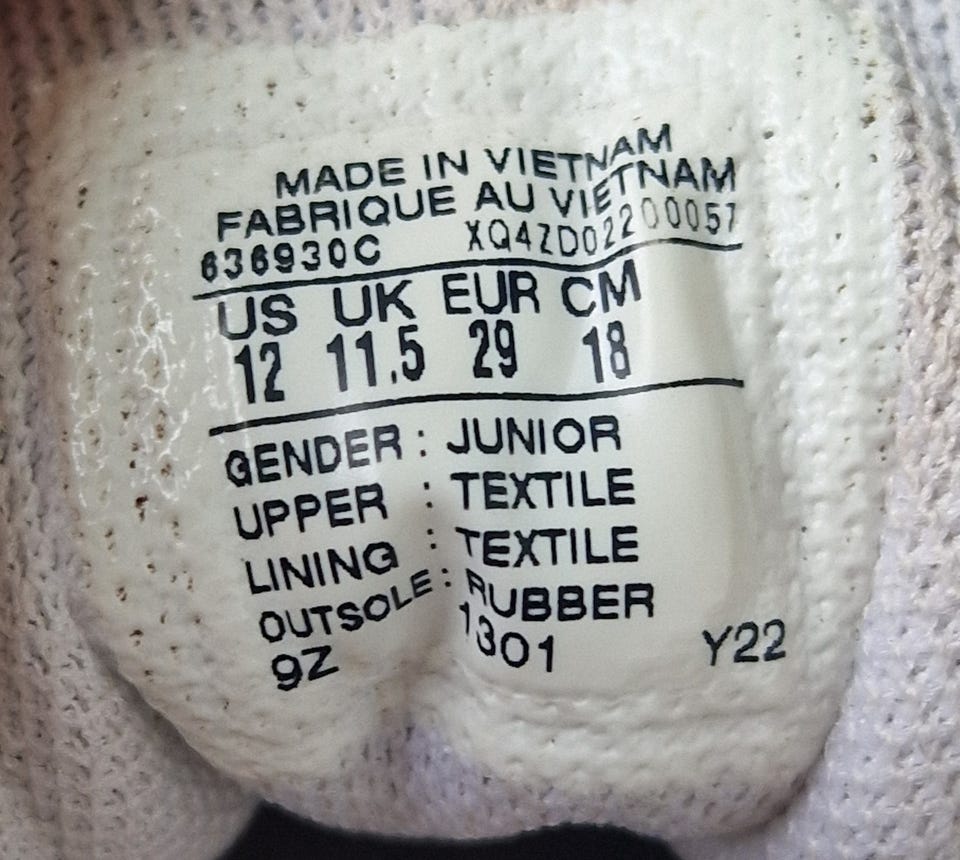 MADE IN VIETNAM
FABRIQUE AU VIETNAM
636930C XQ4ZD02200057
US UK EUR CM
12 11.5 29 18
GENDER : JUNIOR
UPPER : TEXTILE
LINING : TEXTILE
OUTSOLE : RUBBER
9Z 1301 Y22